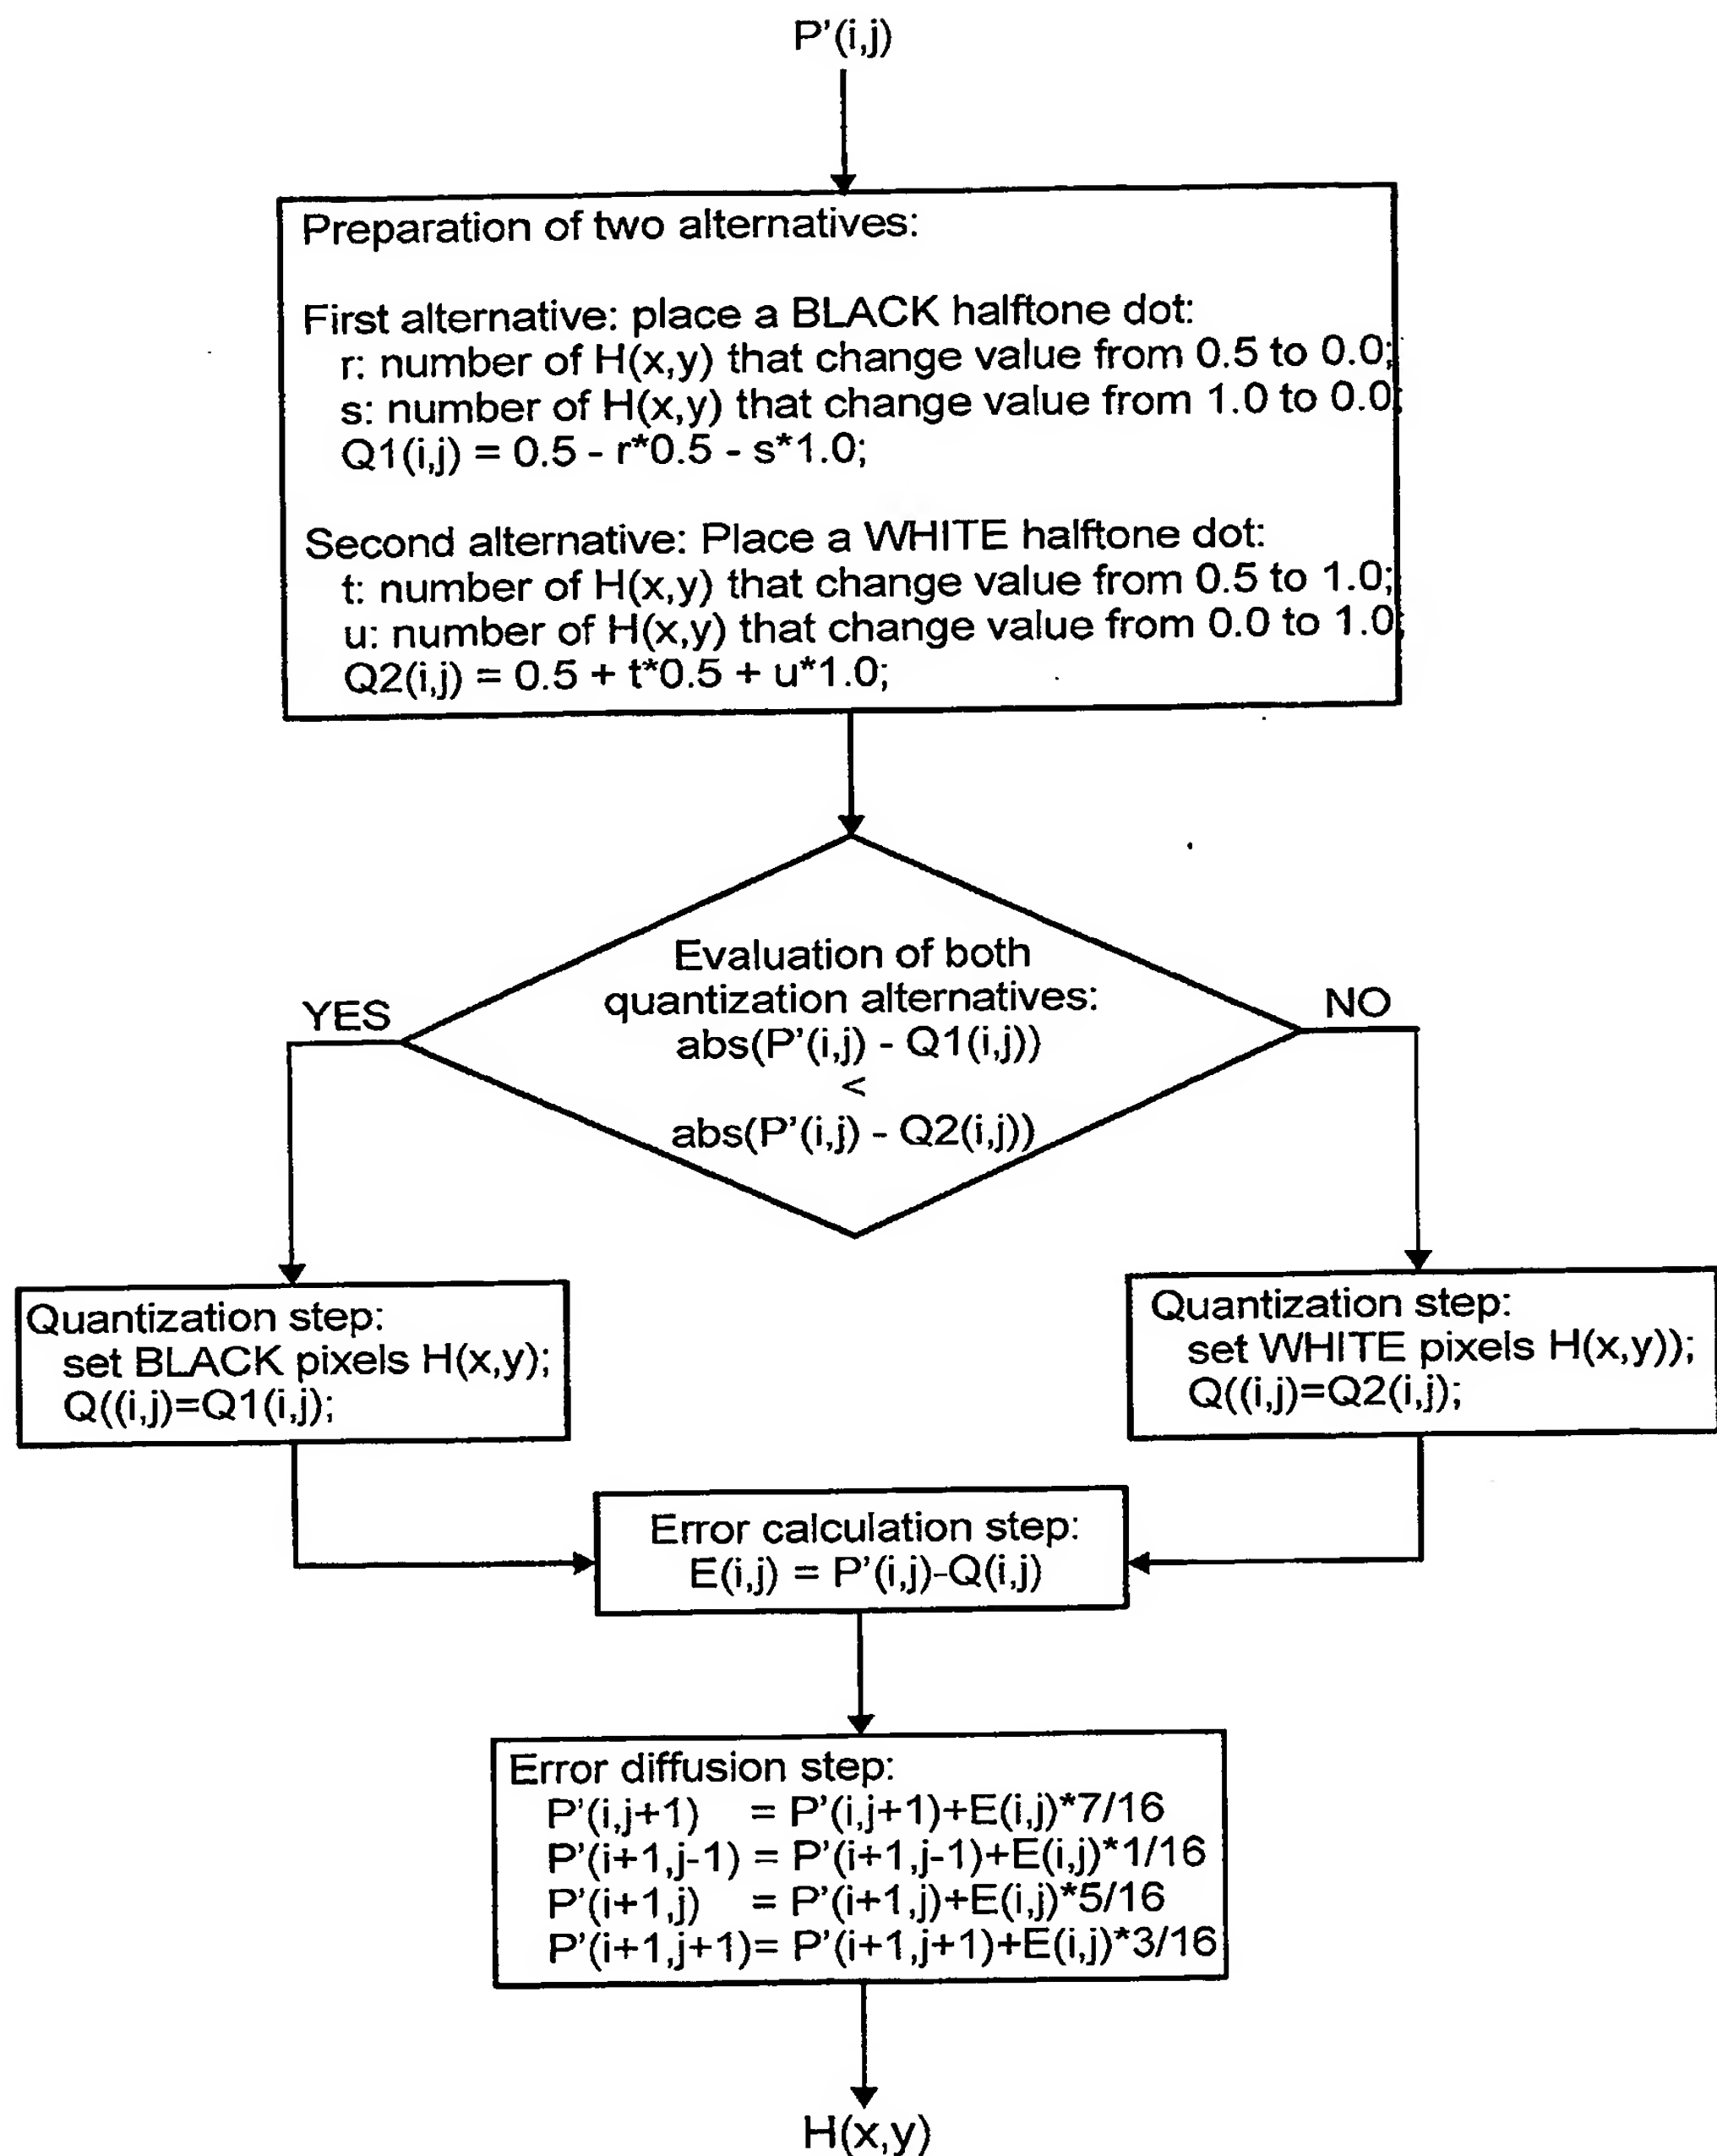 P'(i,j)
Preparation of two alternatives:
First alternative: place a BLACK halftone dot:
r: number of H(x,y) that change value from 0.5 to 0.0;
s: number of H(x,y) that change value from 1.0 to 0.0;
Q1(i,j) = 0.5 - r*0.5 - s*1.0;
Second alternative: Place a WHITE halftone dot:
t: number of H(x,y) that change value from 0.5 to 1.0;
u: number of H(x,y) that change value from 0.0 to 1.0;
Q2(i,j) = 0.5 + t*0.5 + u*1.0;
Evaluation of both
quantization alternatives:
abs(P'(i,j) - Q1(i,j))
<
abs(P'(i,j) - Q2(i,j))
YES
NO
Quantization step:
set BLACK pixels H(x,y);
Q((i,j)=Q1(i,j);
Quantization step:
set WHITE pixels H(x,y));
Q((i,j)=Q2(i,j);
Error calculation step:
E(i,j) = P'(i,j)-Q(i,j)
Error diffusion step:
P'(i,j+1) = P'(i,j+1)+E(i,j)*7/16
P'(i+1,j-1) = P'(i+1,j-1)+E(i,j)*1/16
P'(i+1,j) = P'(i+1,j)+E(i,j)*5/16
P'(i+1,j+1)= P'(i+1,j+1)+E(i,j)*3/16
H(x,y)